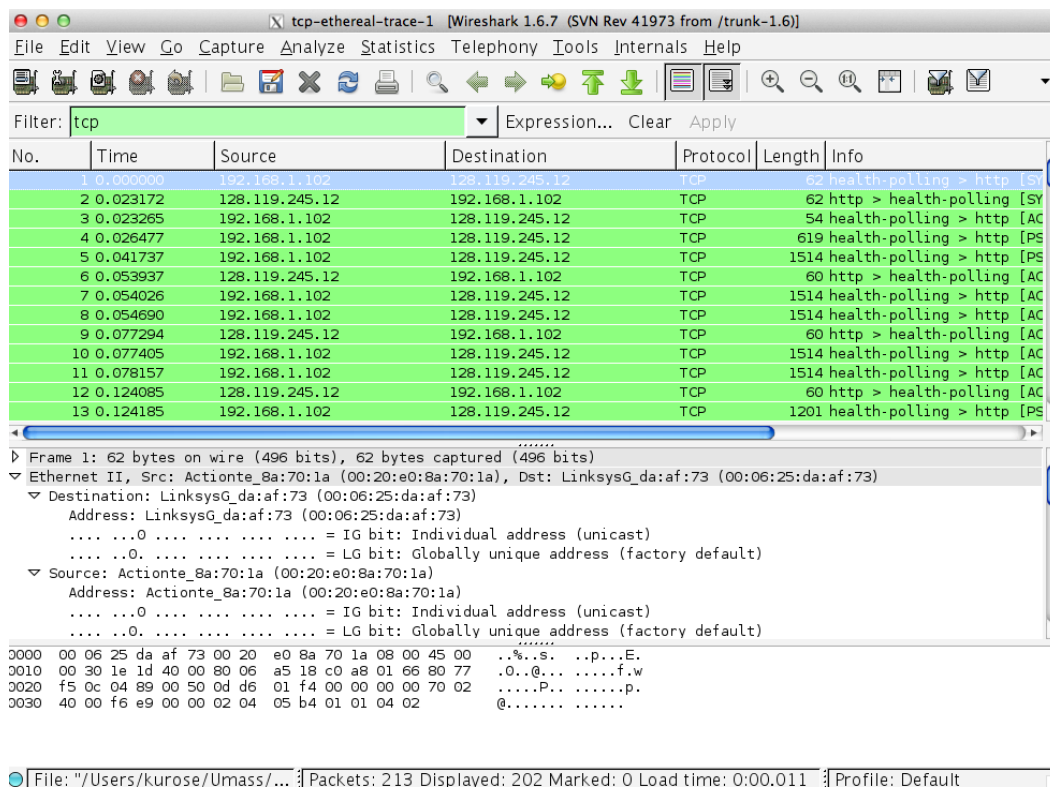 tcp-ethereal-trace-1 [Wireshark 1.6.7 (SVN Rev 41973 from /trunk-1.6)]
File Edit View Go Capture Analyze Statistics Telephony Tools Internals Help
Filter: tcp Expression... Clear Apply
No. Time Source Destination Protocol Length Info
1 0.000000 192.168.1.102 128.119.245.12 TCP 62 health-polling > http [SY
2 0.023172 128.119.245.12 192.168.1.102 TCP 62 http > health-polling [SY
3 0.023265 192.168.1.102 128.119.245.12 TCP 54 health-polling > http [AC
4 0.026477 192.168.1.102 128.119.245.12 TCP 619 health-polling > http [PS
5 0.041737 192.168.1.102 128.119.245.12 TCP 1514 health-polling > http [PS
6 0.053937 128.119.245.12 192.168.1.102 TCP 60 http > health-polling [AC
7 0.054026 192.168.1.102 128.119.245.12 TCP 1514 health-polling > http [AC
8 0.054690 192.168.1.102 128.119.245.12 TCP 1514 health-polling > http [AC
9 0.077294 128.119.245.12 192.168.1.102 TCP 60 http > health-polling [AC
10 0.077405 192.168.1.102 128.119.245.12 TCP 1514 health-polling > http [AC
11 0.078157 192.168.1.102 128.119.245.12 TCP 1514 health-polling > http [AC
12 0.124085 128.119.245.12 192.168.1.102 TCP 60 http > health-polling [AC
13 0.124185 192.168.1.102 128.119.245.12 TCP 1201 health-polling > http [PS
Frame 1: 62 bytes on wire (496 bits), 62 bytes captured (496 bits)
Ethernet II, Src: Actionte_8a:70:1a (00:20:e0:8a:70:1a), Dst: LinksysG_da:af:73 (00:06:25:da:af:73)
Destination: LinksysG_da:af:73 (00:06:25:da:af:73)
Address: LinksysG_da:af:73 (00:06:25:da:af:73)
.... ...0 .... .... .... .... = IG bit: Individual address (unicast)
.... ..0. .... .... .... .... = LG bit: Globally unique address (factory default)
Source: Actionte_8a:70:1a (00:20:e0:8a:70:1a)
Address: Actionte_8a:70:1a (00:20:e0:8a:70:1a)
.... ...0 .... .... .... .... = IG bit: Individual address (unicast)
.... ..0. .... .... .... .... = LG bit: Globally unique address (factory default)
0000 00 06 25 da af 73 00 20 e0 8a 70 1a 08 00 45 00 ..%..s. ..p...E.
0010 00 30 1e 1d 40 00 80 06 a5 18 c0 a8 01 66 80 77 .0..@... .....f.w
0020 f5 0c 04 89 00 50 0d d6 01 f4 00 00 00 00 70 02 .....P.. ......p.
0030 40 00 f6 e9 00 00 02 04 05 b4 01 01 04 02 @....... ......
File: "/Users/kurose/Umass/... Packets: 213 Displayed: 202 Marked: 0 Load time: 0:00.011 Profile: Default